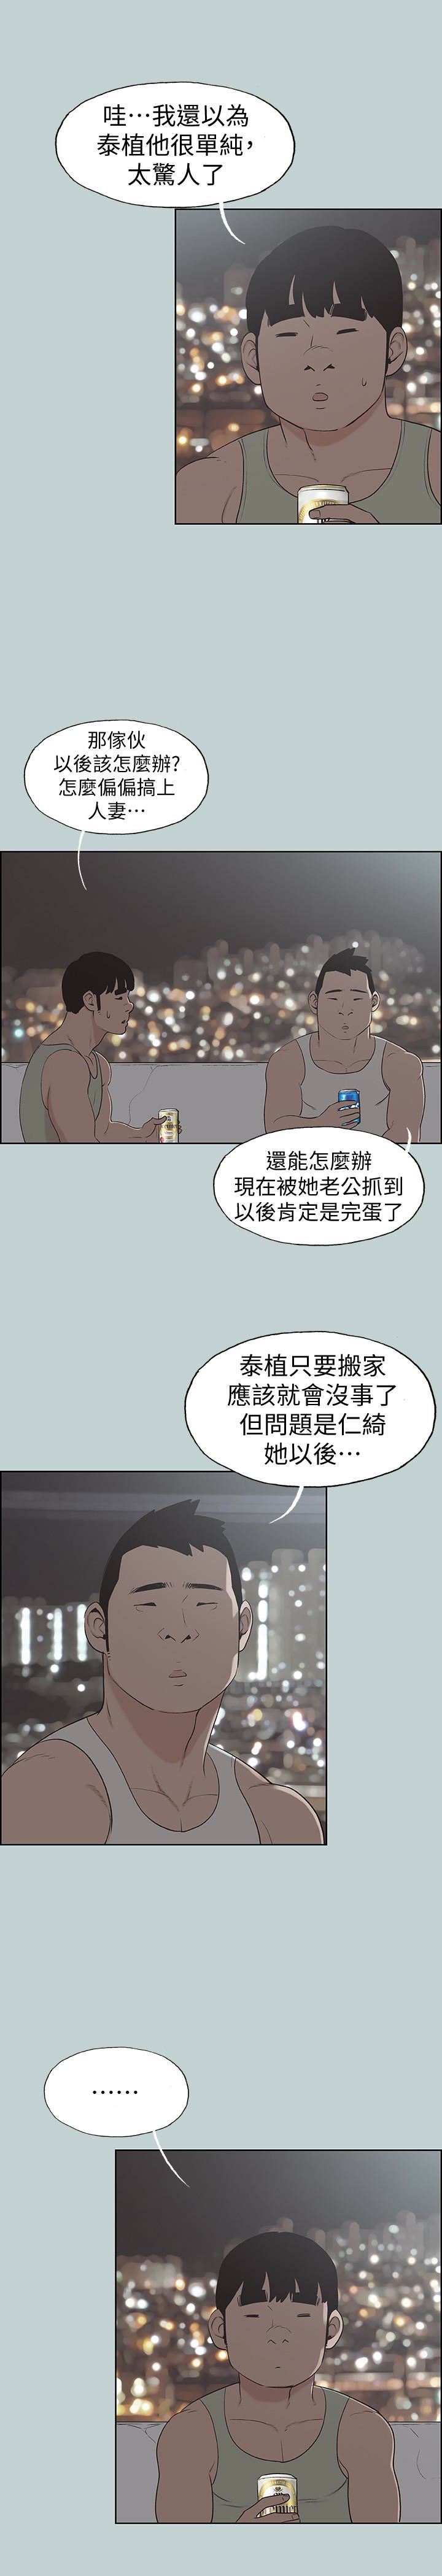 哇⋯我還以為
泰植他很單純，
太驚人了
那傢伙
以後該怎麼辦?
怎麼偏偏搞上
人妻⋯
還能怎麼辦
現在被她老公抓到
以後肯定是完蛋了
泰植只要搬家
應該就會沒事了
但問題是仁綺
她以後⋯
⋯⋯